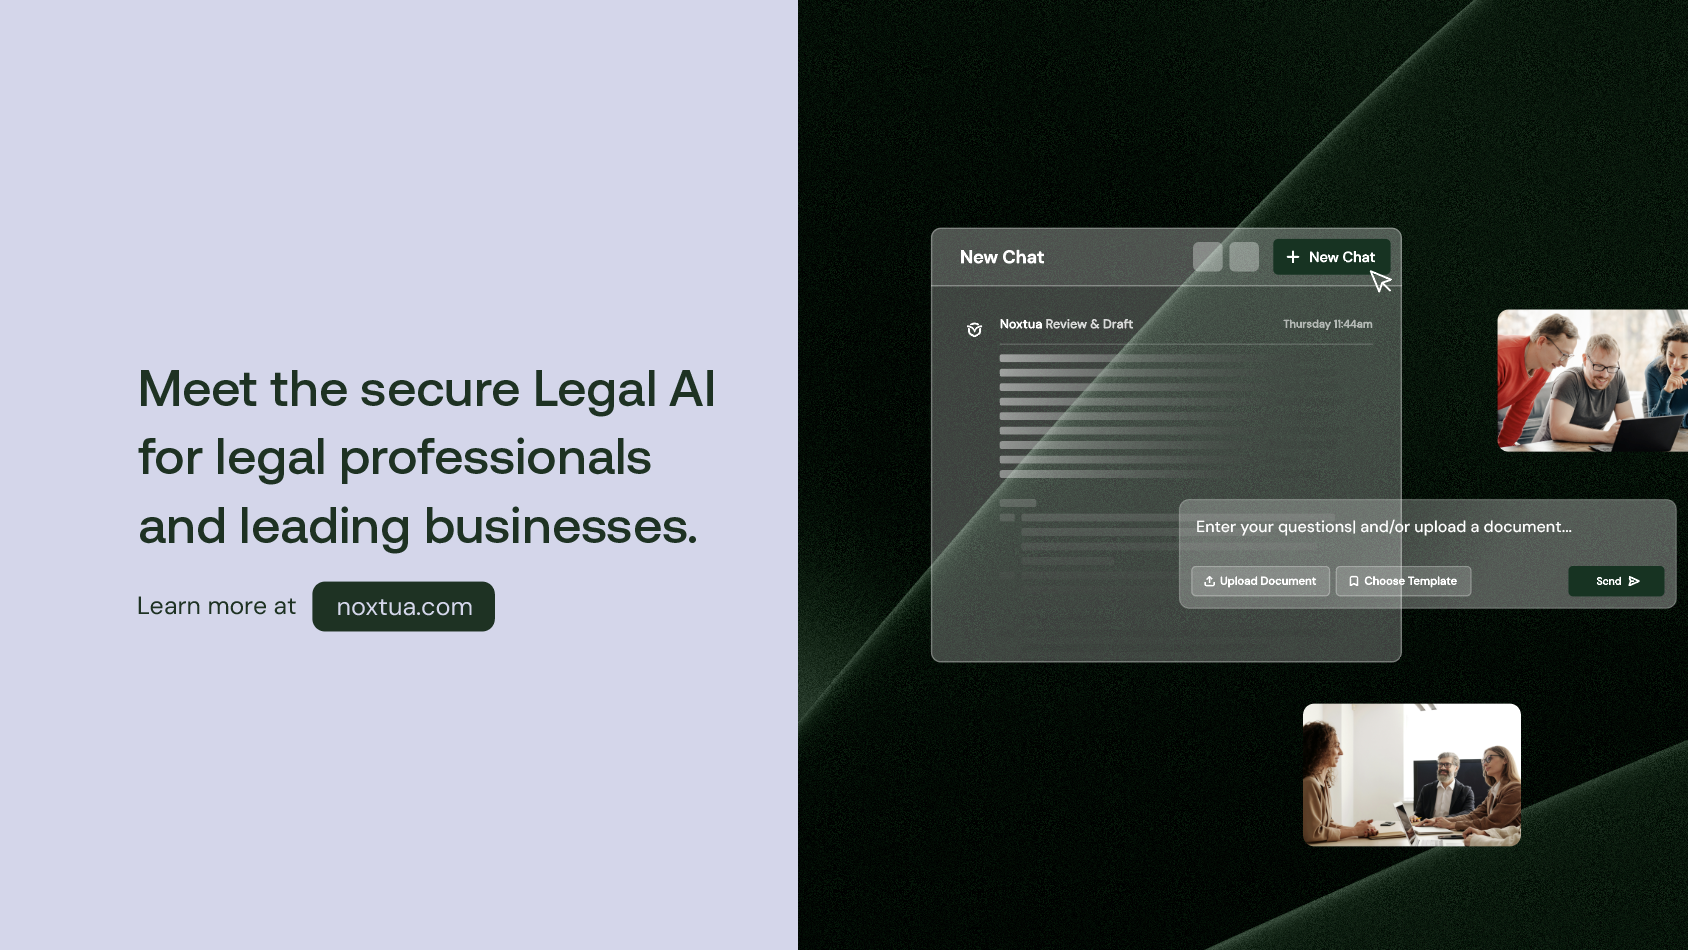 Meet the secure Legal AI
for legal professionals
and leading businesses.
Learn more at noxtua.com
New Chat
+ New Chat
Noxtua Review & Draft
Thursday 11:44am
Enter your questions| and/or upload a document...
Upload Document
Choose Template
Send